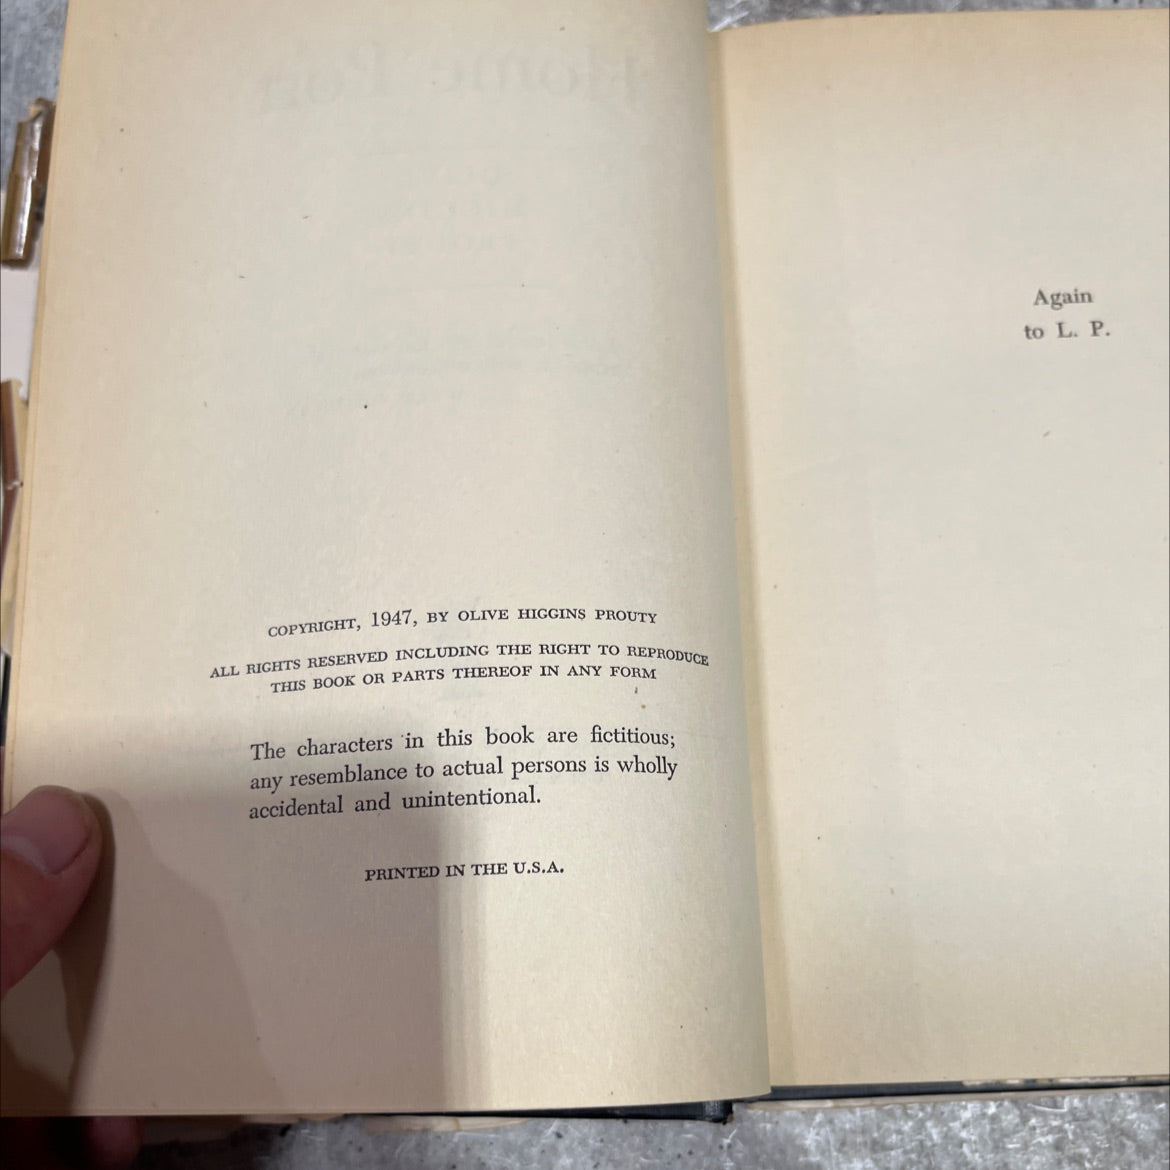 COPYRIGHT, 1947, BY OLIVE HIGGINS PROUTY
ALL RIGHTS RESERVED INCLUDING THE RIGHT TO REPRODUCE
THIS BOOK OR PARTS THEREOF IN ANY FORM
The characters in this book are fictitious;
any resemblance to actual persons is wholly
accidental and unintentional.
PRINTED IN THE U.S.A.
Again
to L. P.